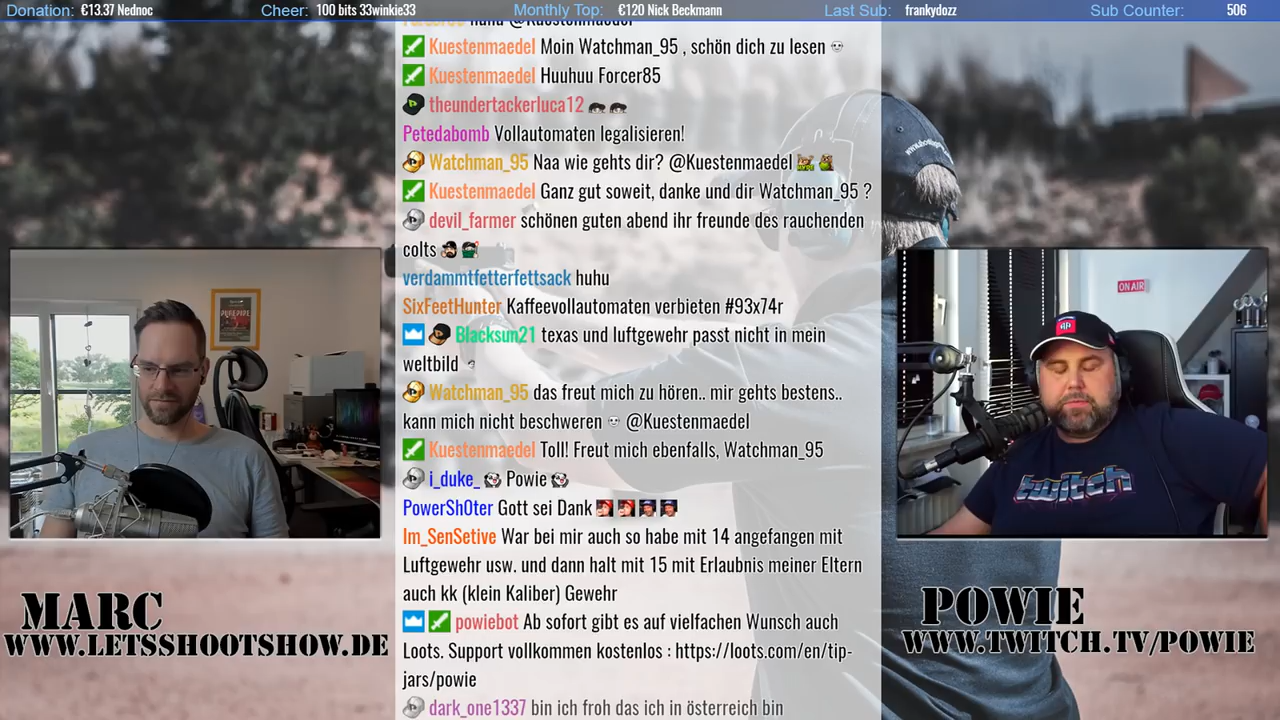 Donation: €13.37 Nednoc Cheer: 100 bits 33winkie33 Monthly Top: €120 Nick Beckmann Last Sub: frankydozz Sub Counter: 506
Kuestenmaedel Moin Watchman_95 , schön dich zu lesen
Kuestenmaedel Huuhuu Forcer85
theundertackerluca12
Petedabomb Vollautomaten legalisieren!
Watchman_95 Naa wie gehts dir? @Kuestenmaedel
Kuestenmaedel Ganz gut soweit, danke und dir Watchman_95 ?
devil_farmer schönen guten abend ihr freunde des rauchenden
colts
verdammtfetterfettsack huhu
SixFeetHunter Kaffeevollautomaten verbieten #93x74r
Blacksun21 texas und luftgewehr passt nicht in mein
weltbild
Watchman_95 das freut mich zu hören.. mir gehts bestens..
kann mich nicht beschweren @Kuestenmaedel
Kuestenmaedel Toll! Freut mich ebenfalls, Watchman_95
i_duke_ Powie
PowerSh0ter Gott sei Dank
Im_SenSetive War bei mir auch so habe mit 14 angefangen mit
Luftgewehr usw. und dann halt mit 15 mit Erlaubnis meiner Eltern
auch kk (klein Kaliber) Gewehr
powiebot Ab sofort gibt es auf vielfachen Wunsch auch
Loots. Support vollkommen kostenlos : https://loots.com/en/tip-
jars/powie
dark_one1337 bin ich froh das ich in österreich bin
MARC
WWW.LETSSHOOTSHOW.DE
ON AIR
twitch
POWIE
WWW.TWITCH.TV/POWIE